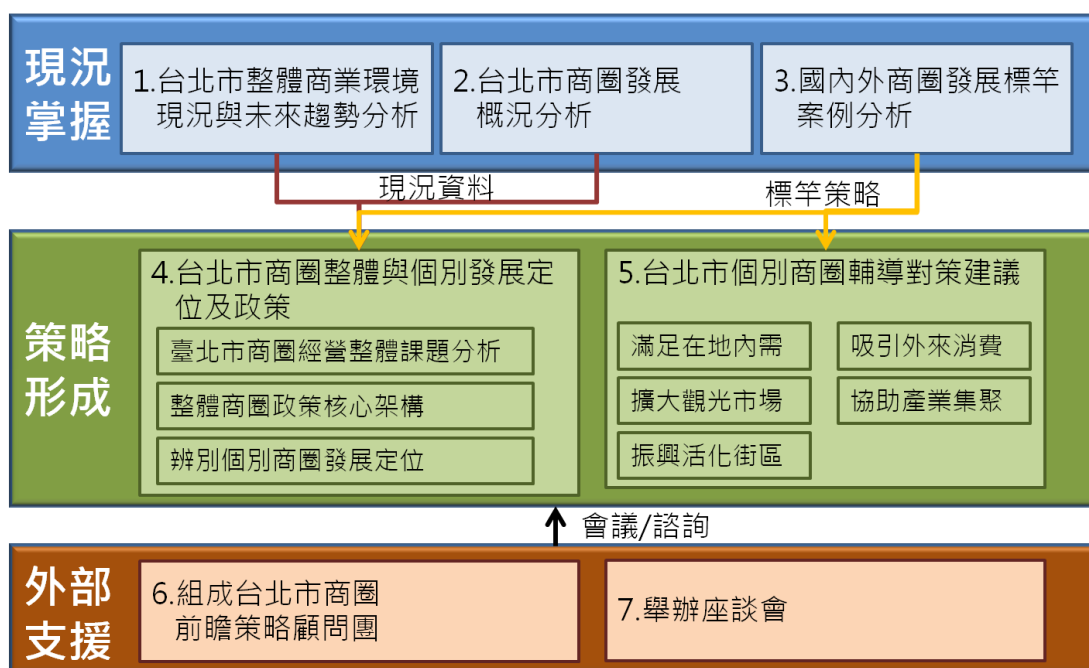 現況
掌握
1.台北市整體商業環境
現況與未來趨勢分析
2.台北市商圈發展
概況分析
3.國內外商圈發展標竿
案例分析
現況資料
標竿策略
策略
形成
4.台北市商圈整體與個別發展定
位及政策
臺北市商圈經營整體課題分析
整體商圈政策核心架構
辨別個別商圈發展定位
5.台北市個別商圈輔導對策建議
滿足在地內需
吸引外來消費
擴大觀光市場
協助產業集聚
振興活化街區
會議/諮詢
外部
支援
6.組成台北市商圈
前瞻策略顧問團
7.舉辦座談會